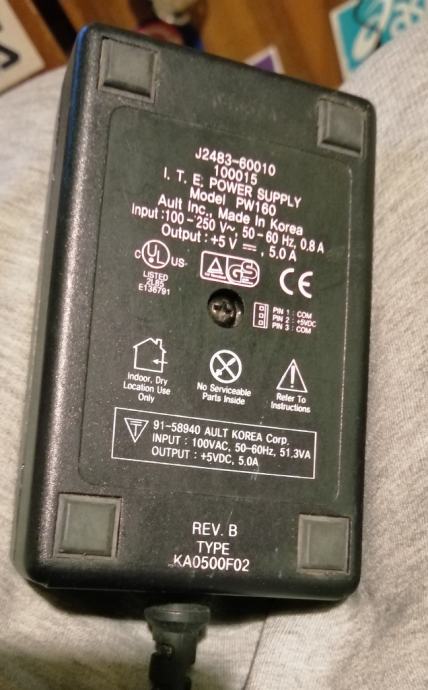 J2483-60010
100015
I. T. E. POWER SUPPLY
Model PW160
Ault Inc., Made In Korea
Input :100-250 V~, 50-60 Hz, 0.8 A
Output : +5 V ⎓, 5.0 A
C UL US
LISTED
2L85
E136791
GS
CE
PIN 1 : COM
PIN 2 : +5VDC
PIN 3 : COM
Indoor, Dry
Location Use
Only
No Serviceable
Parts Inside
Refer To
Instructions
91-58940 AULT KOREA Corp.
INPUT : 100VAC, 50-60Hz, 51.3VA
OUTPUT : +5VDC, 5.0A
REV. B
TYPE
KA0500F02